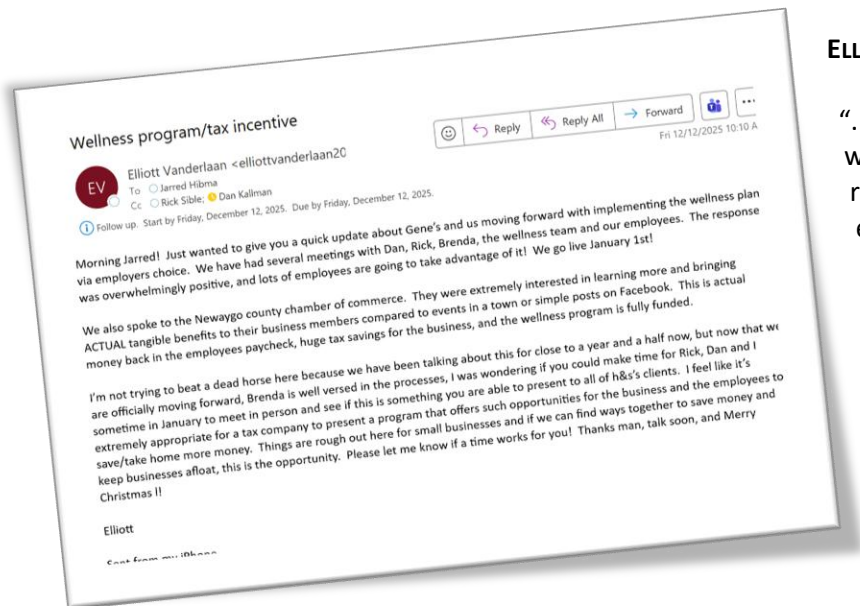 Wellness program/tax incentive
Reply
Reply All
Forward
Fri 12/12/2025 10:10 A
EV
Elliott Vanderlaan <elliottvanderlaan20
To Jarred Hibma
Cc Rick Sible; Dan Kallman
Follow up. Start by Friday, December 12, 2025. Due by Friday, December 12, 2025.
Morning Jarred! Just wanted to give you a quick update about Gene's and us moving forward with implementing the wellness plan
via employers choice. We have had several meetings with Dan, Rick, Brenda, the wellness team and our employees. The response
was overwhelmingly positive, and lots of employees are going to take advantage of it! We go live January 1st!
We also spoke to the Newaygo county chamber of commerce. They were extremely interested in learning more and bringing
ACTUAL tangible benefits to their business members compared to events in a town or simple posts on Facebook. This is actual
money back in the employees paycheck, huge tax savings for the business, and the wellness program is fully funded.
I'm not trying to beat a dead horse here because we have been talking about this for close to a year and a half now, but now that we
are officially moving forward, Brenda is well versed in the processes, I was wondering if you could make time for Rick, Dan and I
sometime in January to meet in person and see if this is something you are able to present to all of h&s's clients. I feel like it's
extremely appropriate for a tax company to present a program that offers such opportunities for the business and the employees to
save/take home more money. Things are rough out here for small businesses and if we can find ways together to save money and
keep businesses afloat, this is the opportunity. Please let me know if a time works for you! Thanks man, talk soon, and Merry
Christmas !!
Elliott
Sent from my iPhone
ELL
“.
w
r
e